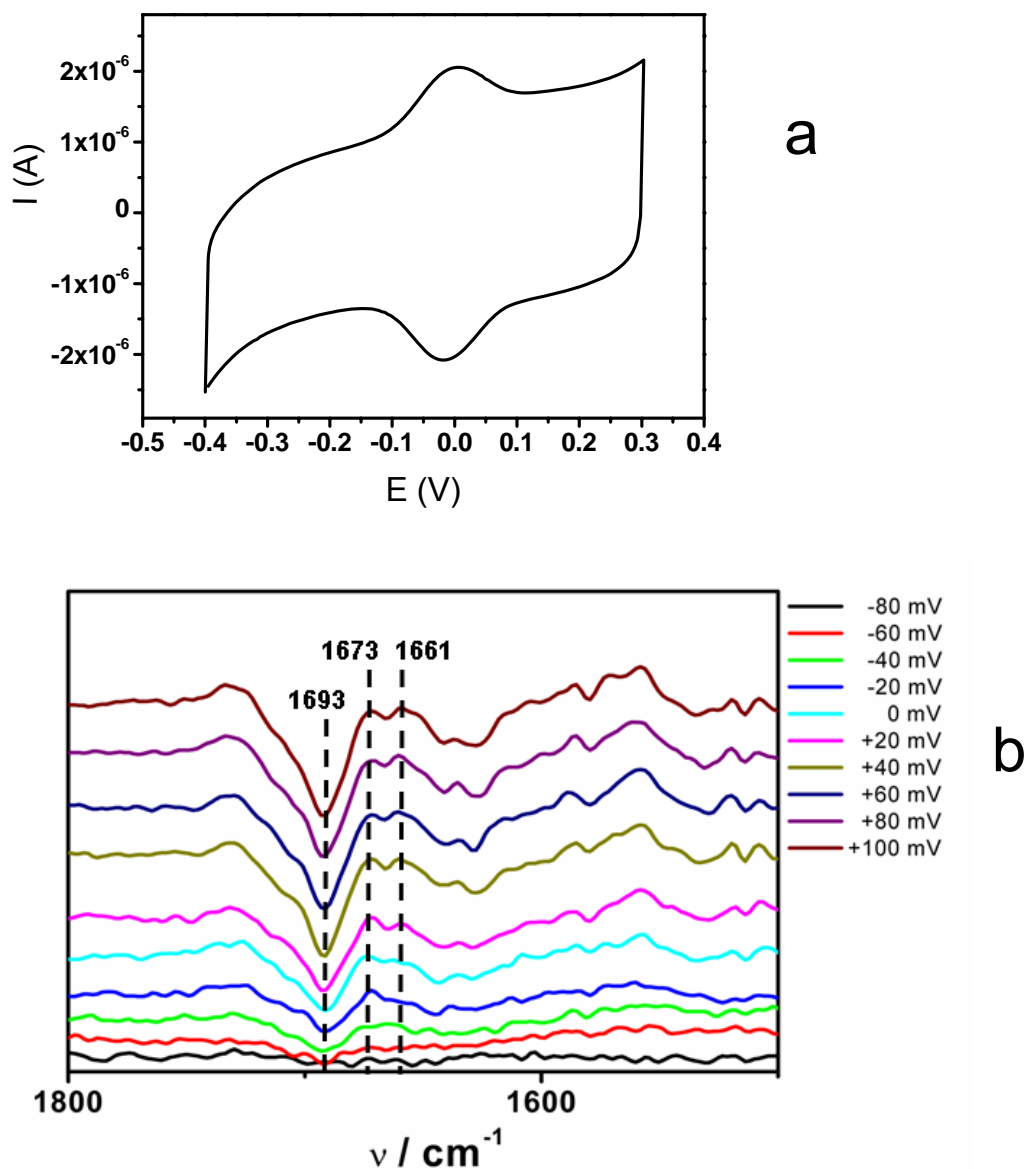 2x10⁻⁶
1x10⁻⁶
0
-1x10⁻⁶
-2x10⁻⁶
I (A)
-0.5 -0.4 -0.3 -0.2 -0.1 0.0 0.1 0.2 0.3 0.4
E (V)
a
1673 1661
1693
-80 mV
-60 mV
-40 mV
-20 mV
0 mV
+20 mV
+40 mV
+60 mV
+80 mV
+100 mV
b
1800 1600
ν / cm⁻¹